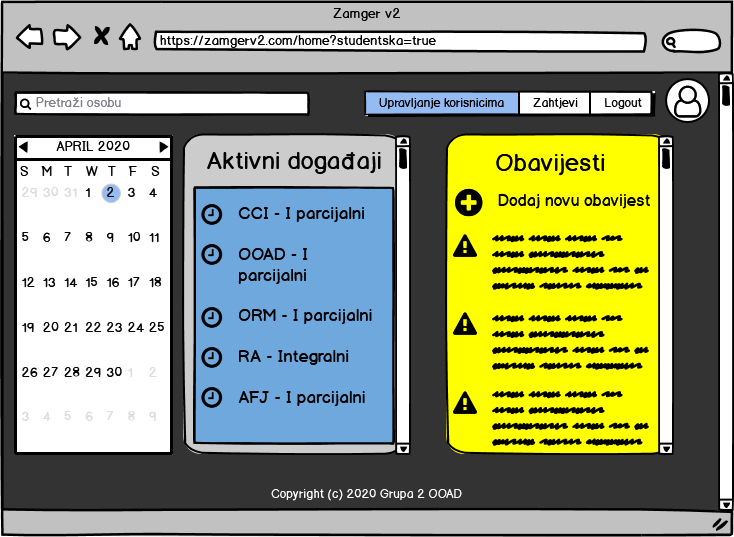 Zamger v2
https://zamgerv2.com/home?studentska=true
Pretraži osobu
Upravljanje korisnicima Zahtjevi Logout
APRIL 2020
S M T W T F S
29 30 31 1 2 3 4
5 6 7 8 9 10 11
12 13 14 15 16 17 18
19 20 21 22 23 24 25
26 27 28 29 30 1 2
3 4 5 6 7 8 9
Aktivni događaji
CCI - I parcijalni
OOAD - I
parcijalni
ORM - I parcijalni
RA - Integralni
AFJ - I parcijalni
Obavijesti
Dodaj novu obavijest
Copyright (c) 2020 Grupa 2 OOAD